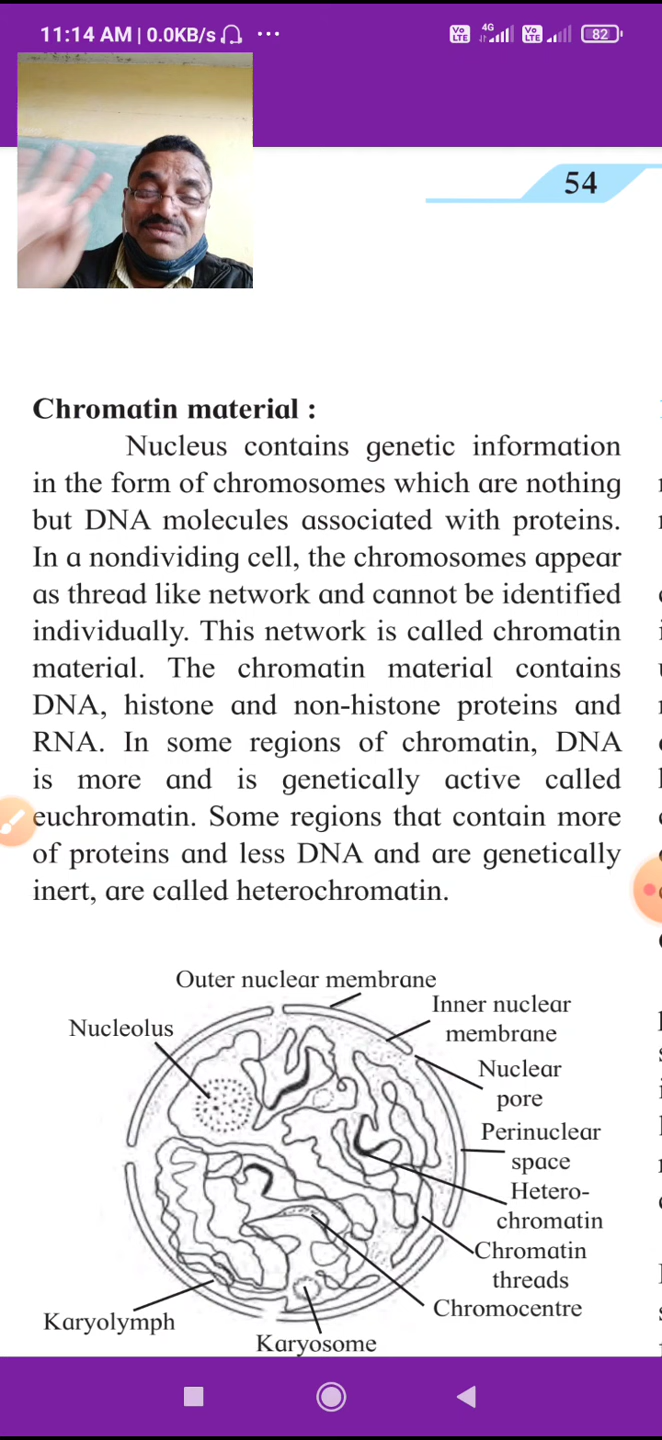 11:14 AM | 0.0KB/s
Vo LTE 4G Vo LTE 82
54
Chromatin material :
Nucleus contains genetic information
in the form of chromosomes which are nothing
but DNA molecules associated with proteins.
In a nondividing cell, the chromosomes appear
as thread like network and cannot be identified
individually. This network is called chromatin
material. The chromatin material contains
DNA, histone and non-histone proteins and
RNA. In some regions of chromatin, DNA
is more and is genetically active called
euchromatin. Some regions that contain more
of proteins and less DNA and are genetically
inert, are called heterochromatin.
Outer nuclear membrane
Inner nuclear
membrane
Nucleolus
Nuclear
pore
Perinuclear
space
Hetero-
chromatin
Chromatin
threads
Chromocentre
Karyolymph
Karyosome